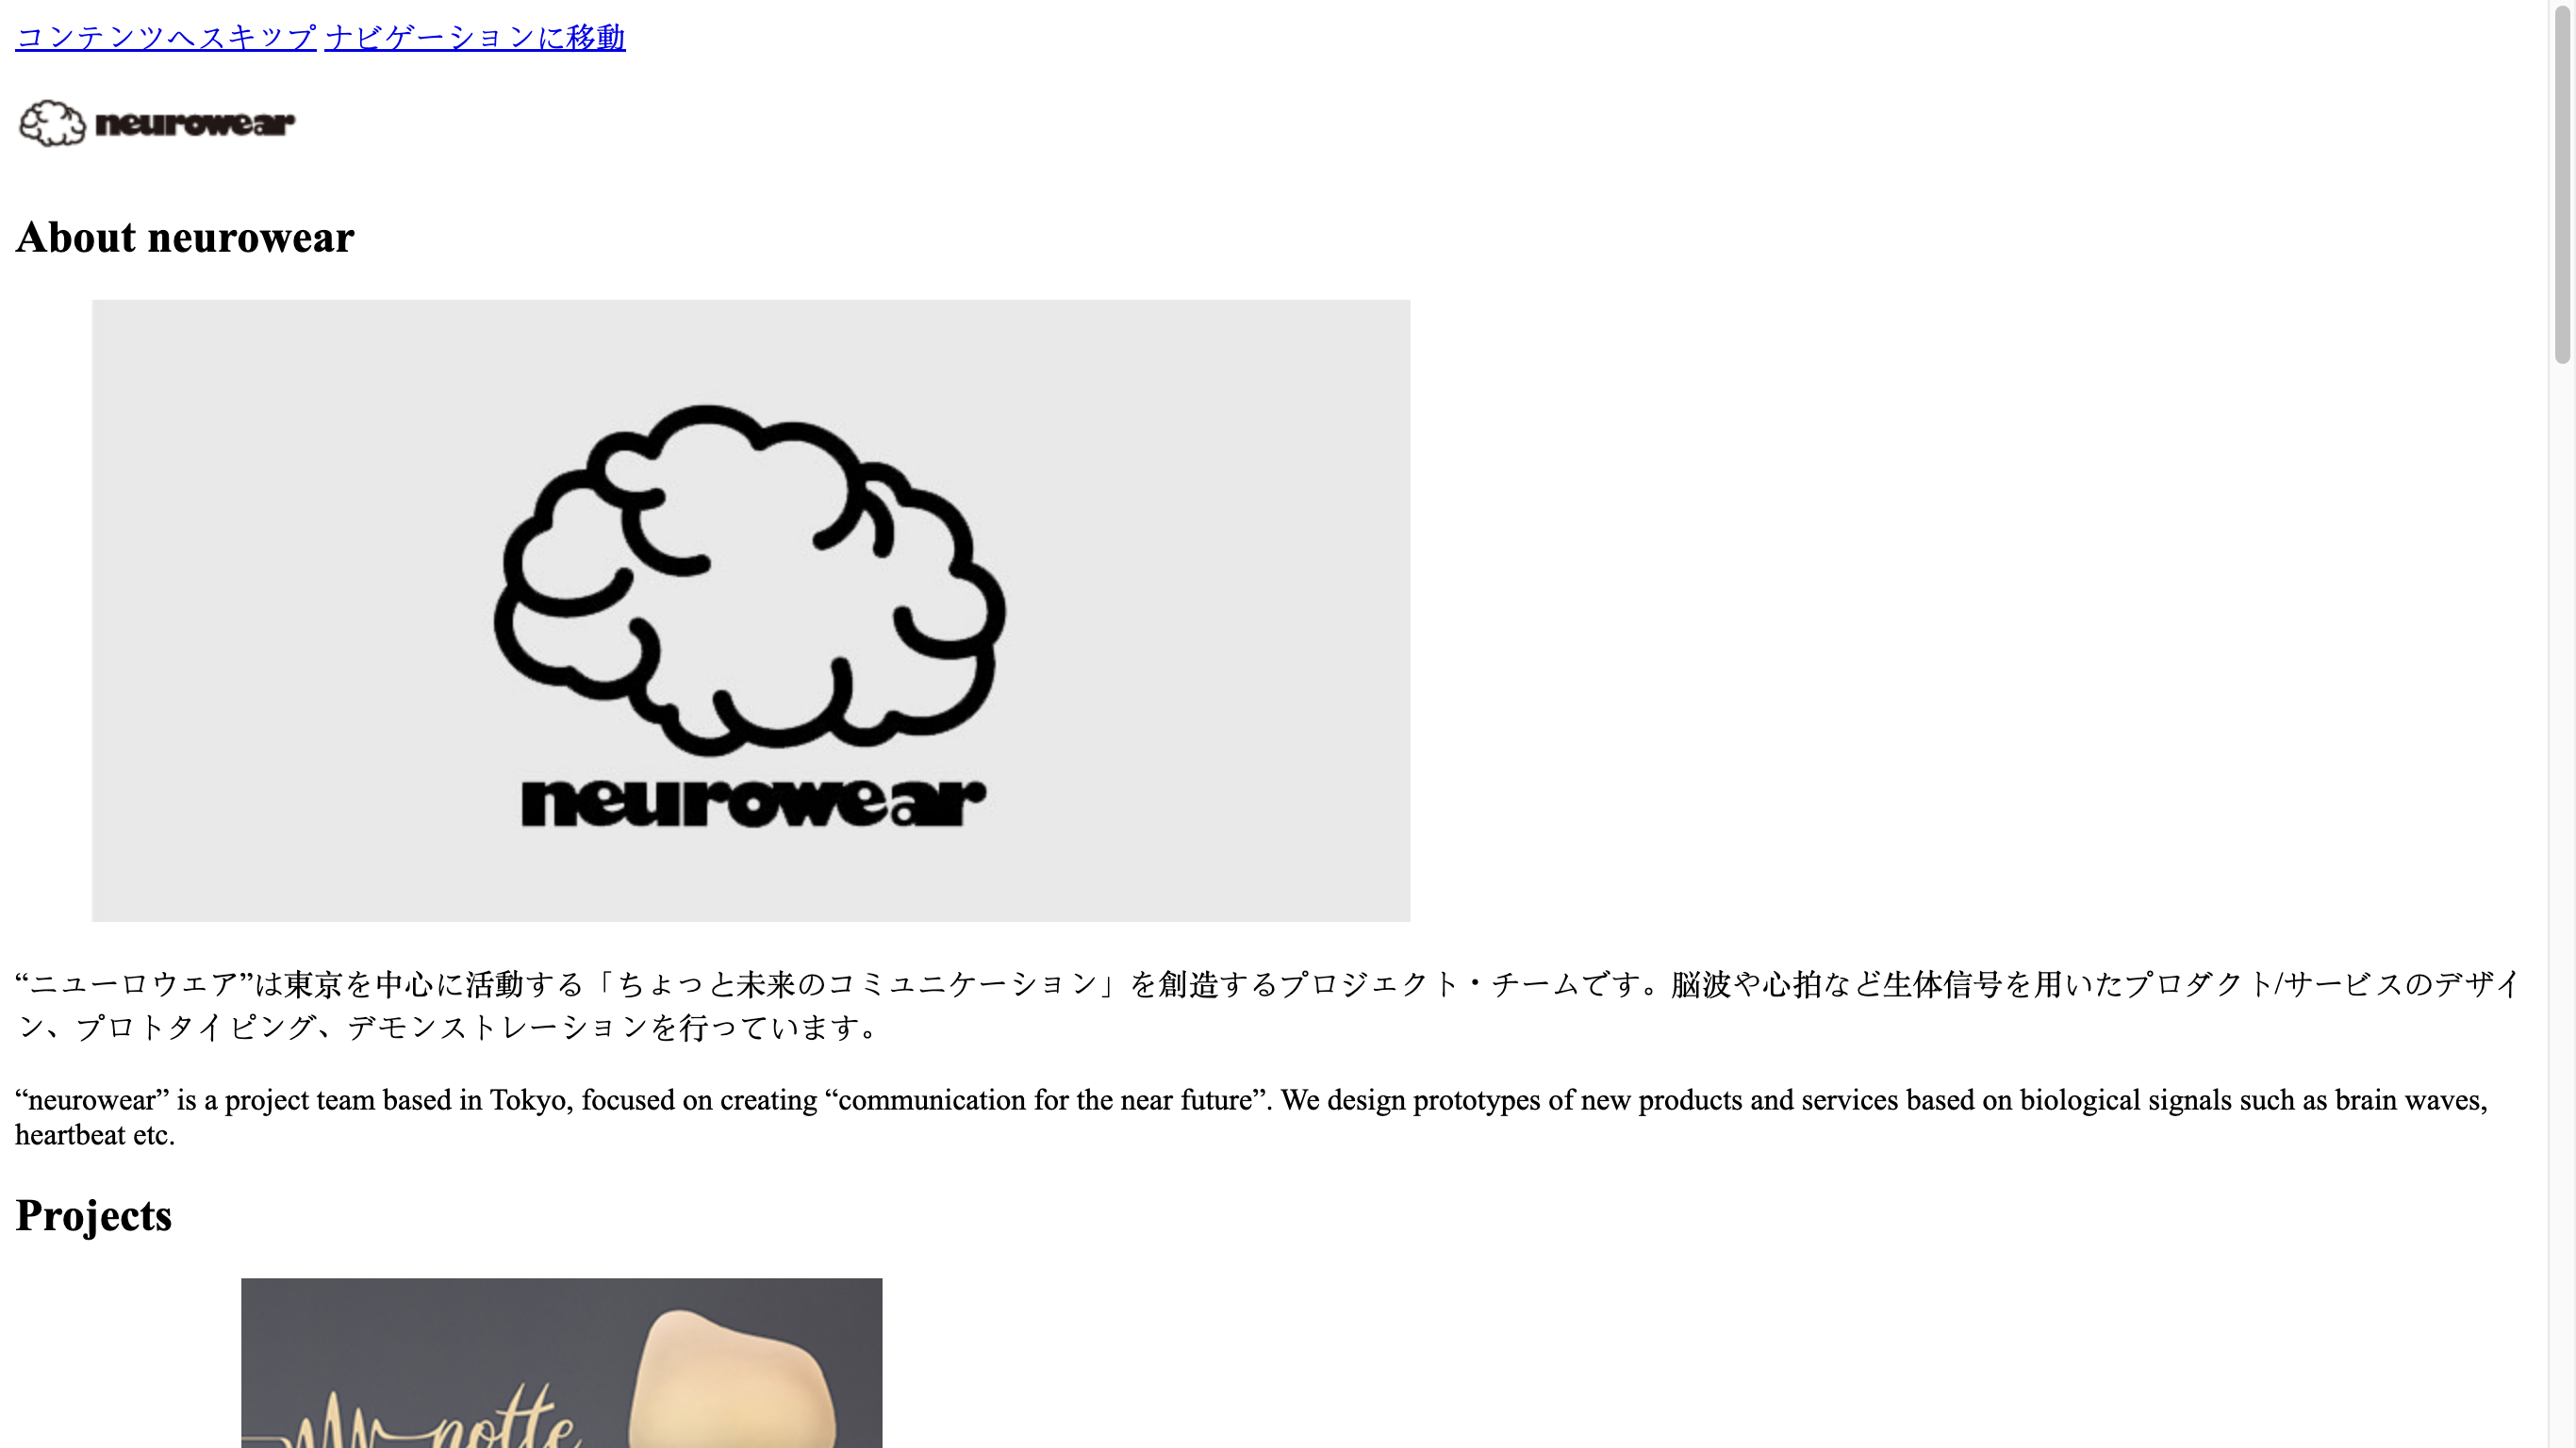 コンテンツへスキップ ナビゲーションに移動
neurowear
About neurowear
neurowear
“ニューロウェア”は東京を中心に活動する「ちょっと未来のコミュニケーション」を創造するプロジェクト・チームです。脳波や心拍など生体信号を用いたプロダクト/サービスのデザイ
ン、プロトタイピング、デモンストレーションを行っています。
“neurowear” is a project team based in Tokyo, focused on creating “communication for the near future”. We design prototypes of new products and services based on biological signals such as brain waves,
heartbeat etc.
Projects
notte